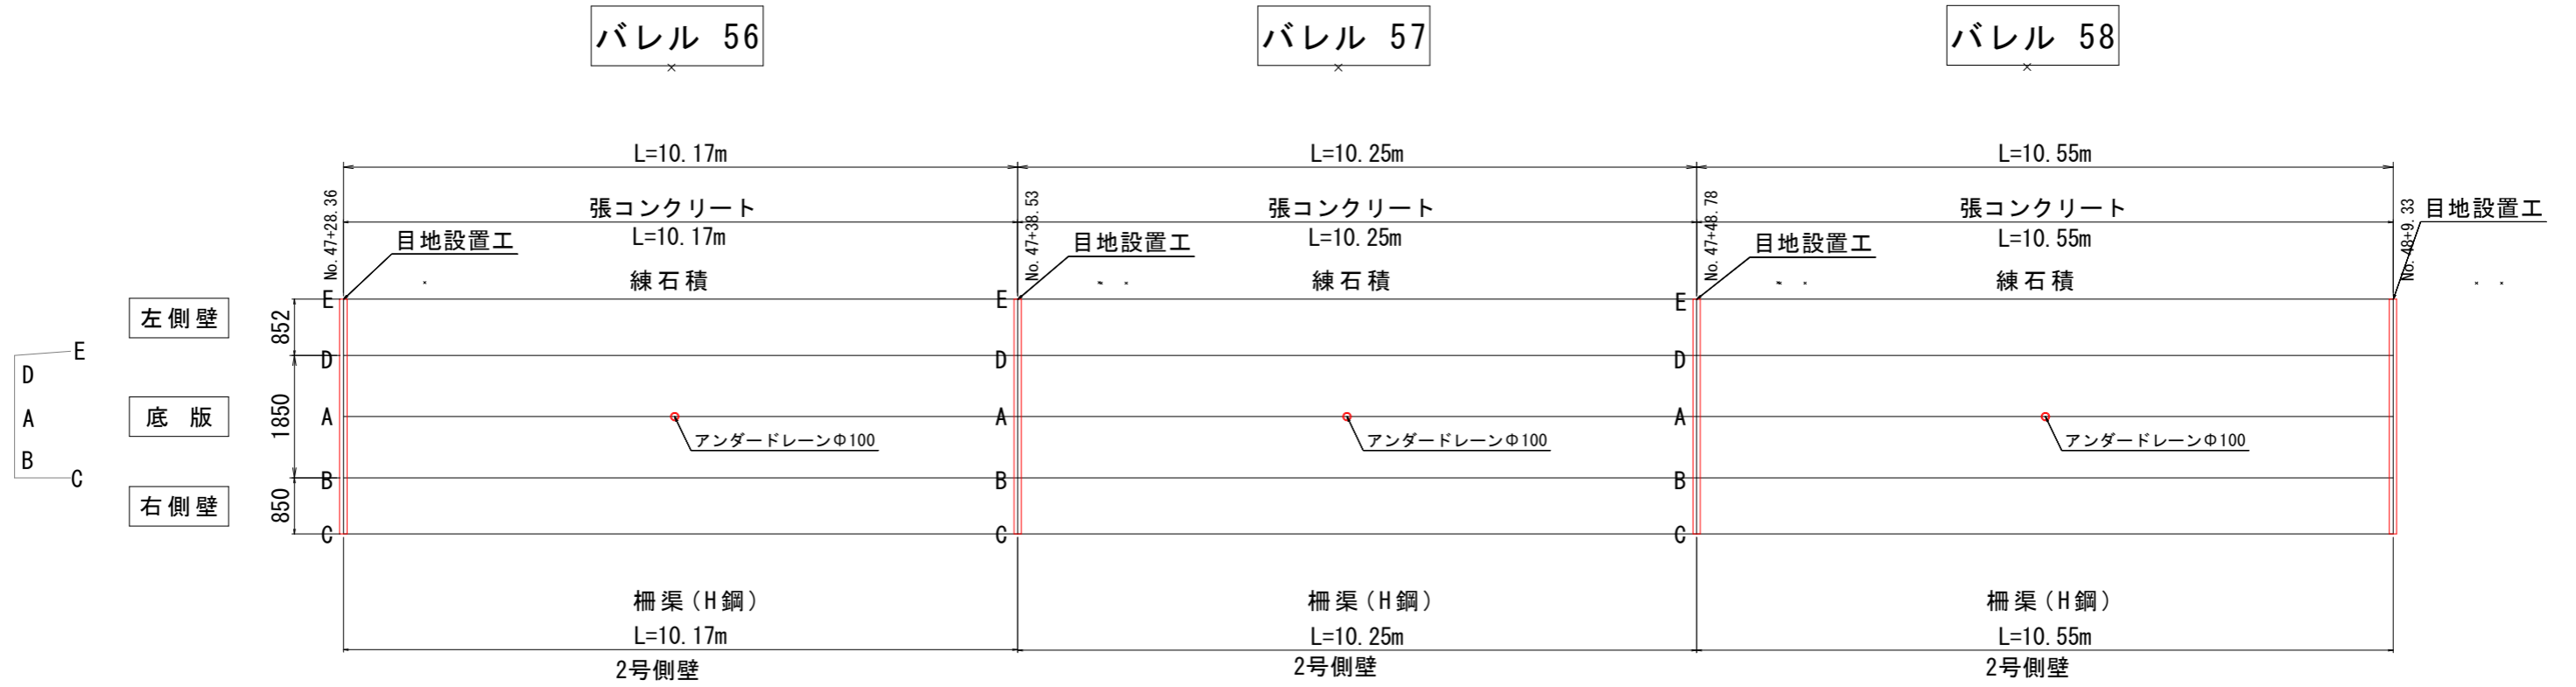 バレル 56
バレル 57
バレル 58
L=10.17m
L=10.25m
L=10.55m
No.47+28.36
張コンクリート
No.47+38.53
張コンクリート
No.47+48.78
張コンクリート
No.48+9.33
目地設置工
L=10.17m
目地設置工
L=10.25m
目地設置工
L=10.55m
目地設置工
練石積
練石積
練石積
左側壁
852
E
E
E
E
D
D
D
D
底 版
1850
A
A
A
A
アンダードレーンΦ100
アンダードレーンΦ100
アンダードレーンΦ100
B
B
B
B
C
右側壁
850
C
C
C
柵渠(H鋼)
柵渠(H鋼)
柵渠(H鋼)
L=10.17m
L=10.25m
L=10.55m
2号側壁
2号側壁
2号側壁